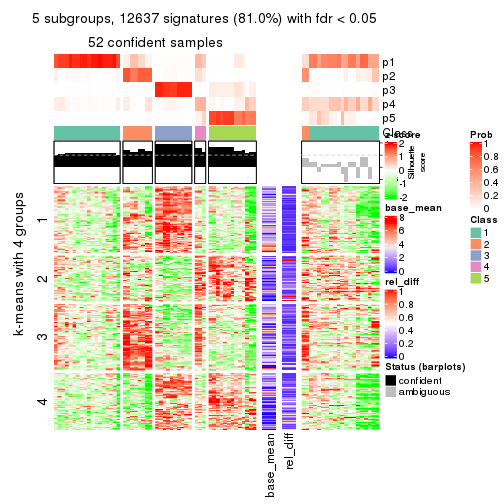 5 subgroups, 12637 signatures (81.0%) with fdr < 0.05
52 confident samples
p1
p2
p3
p4
p5
Class
Silhouette
score
k-means with 4 groups
1
2
3
4
base_mean
rel_diff
z-score
2
1
0
-1
-2
base_mean
8
6
4
2
0
rel_diff
1
0.8
0.6
0.4
0.2
0
Status (barplots)
confident
ambiguous
Prob
1
0.8
0.6
0.4
0.2
0
Class
1
2
3
4
5